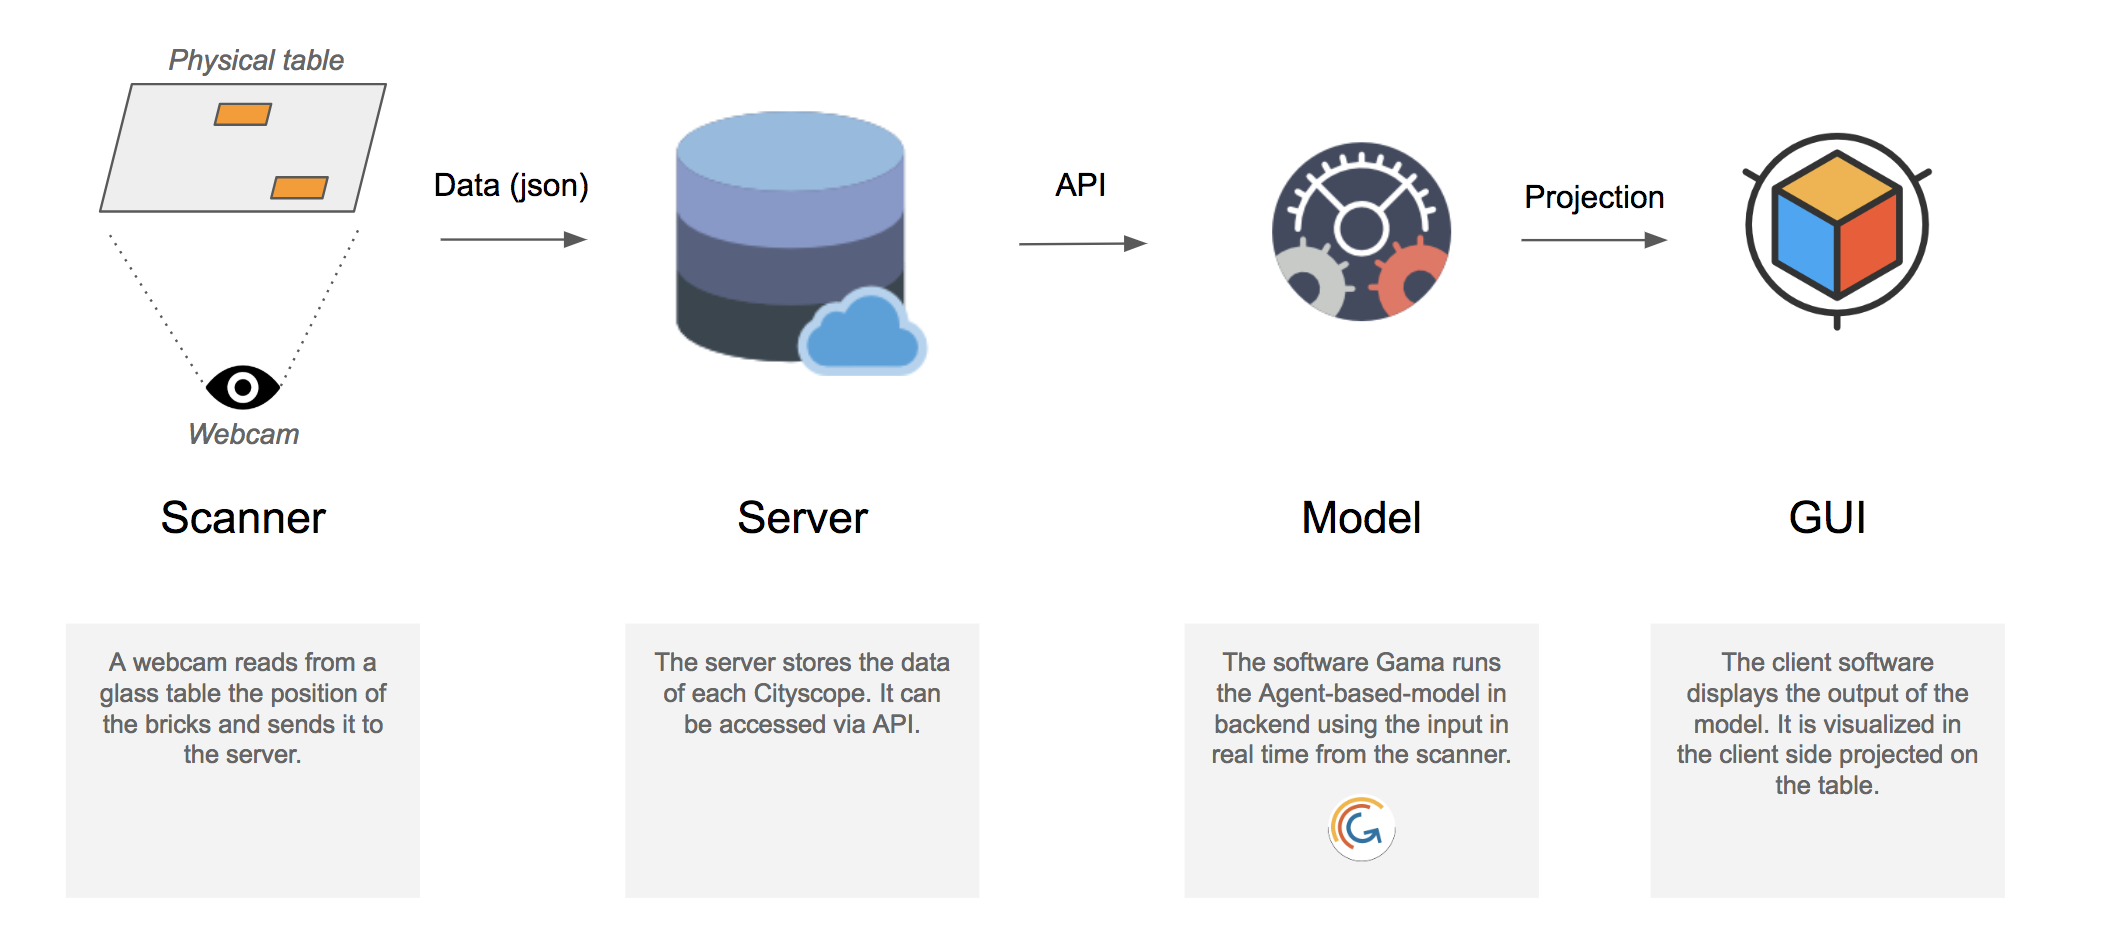 Physical table
Data (json)
API
Projection
Webcam
Scanner
Server
Model
GUI
A webcam reads from a
glass table the position of
the bricks and sends it to
the server.
The server stores the data
of each Cityscope. It can
be accessed via API.
The software Gama runs
the Agent-based-model in
backend using the input in
real time from the scanner.
G
The client software
displays the output of the
model. It is visualized in
the client side projected on
the table.